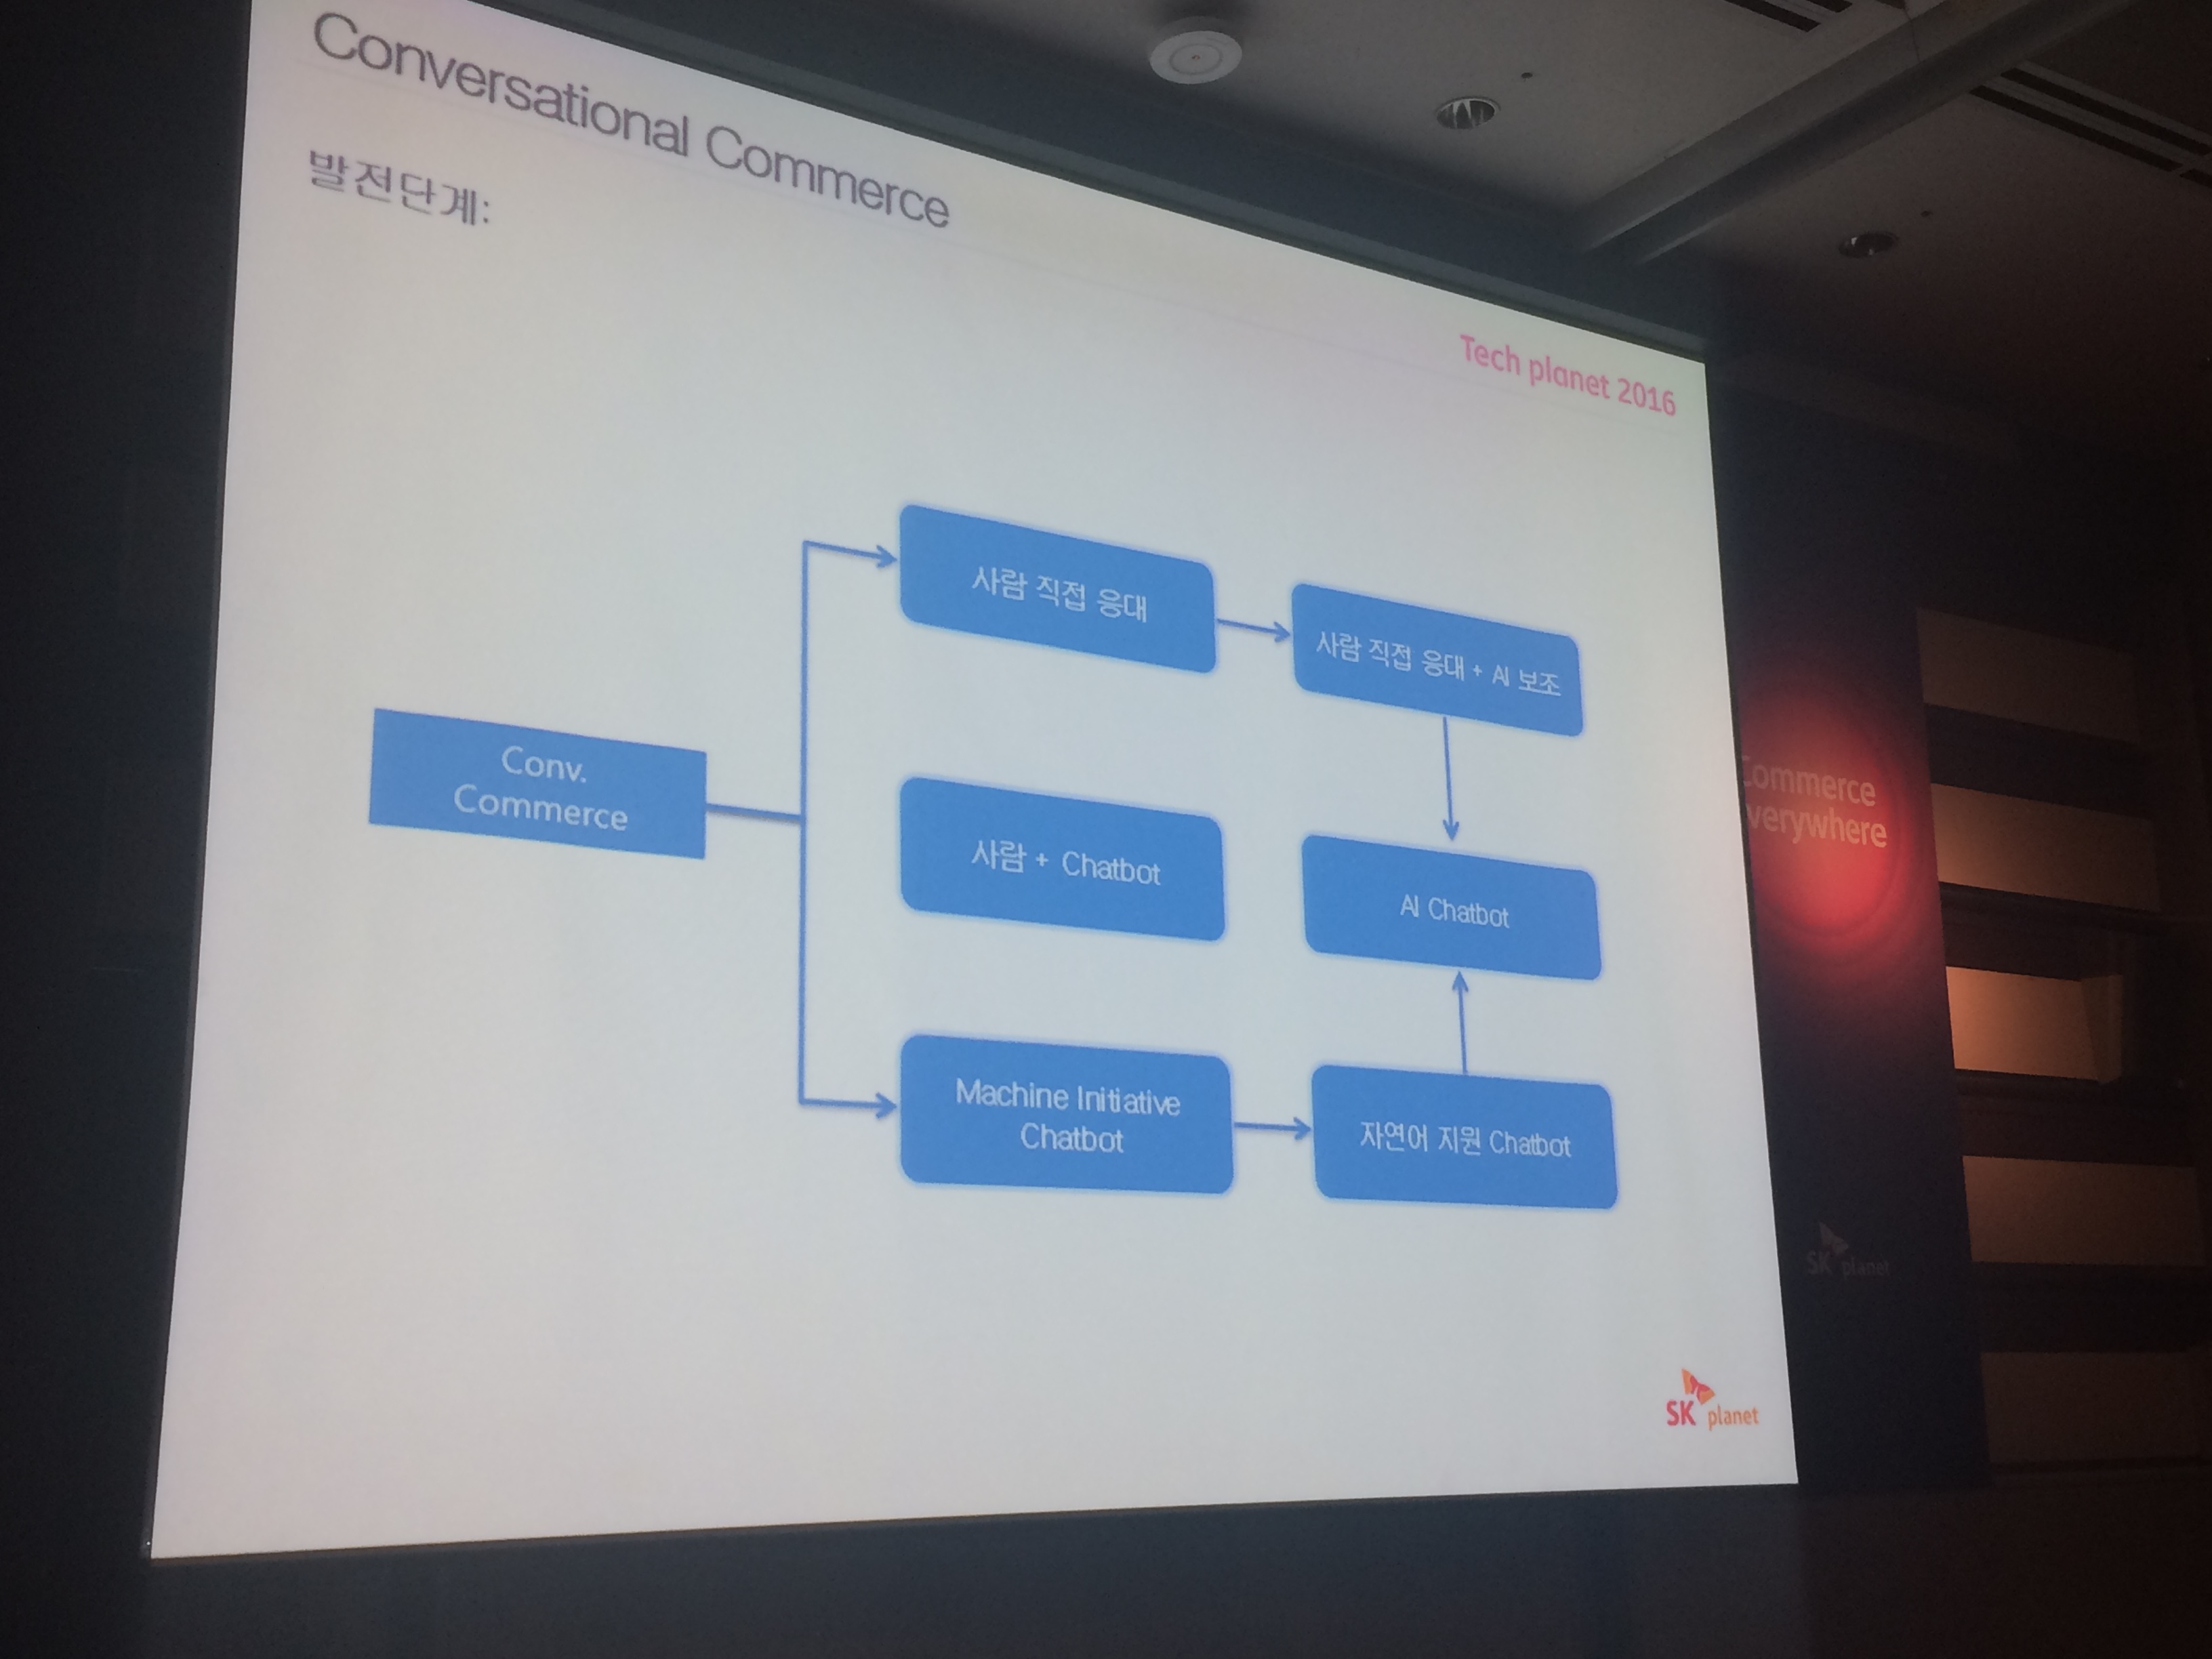 Conversational Commerce
발전단계:
Tech planet 2016
사람 직접 응대
사람 직접 응대 + AI 보조
Conv.
Commerce
사람 + Chatbot
AI Chatbot
Machine Initiative
Chatbot
자연어 지원 Chatbot
SK planet
ommerce
verywhere
SK planet